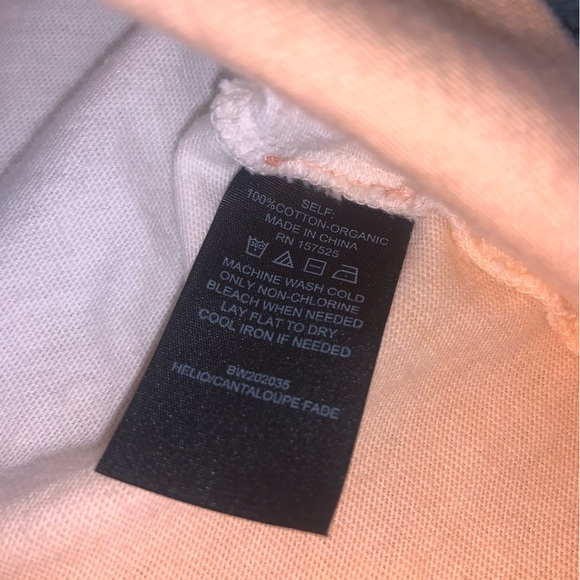 SELF:
100%COTTON-ORGANIC
MADE IN CHINA
RN 157525
MACHINE WASH COLD
ONLY NON-CHLORINE
BLEACH WHEN NEEDED
LAY FLAT TO DRY
COOL IRON IF NEEDED
BW202035
HELIO/CANTALOUPE FADE